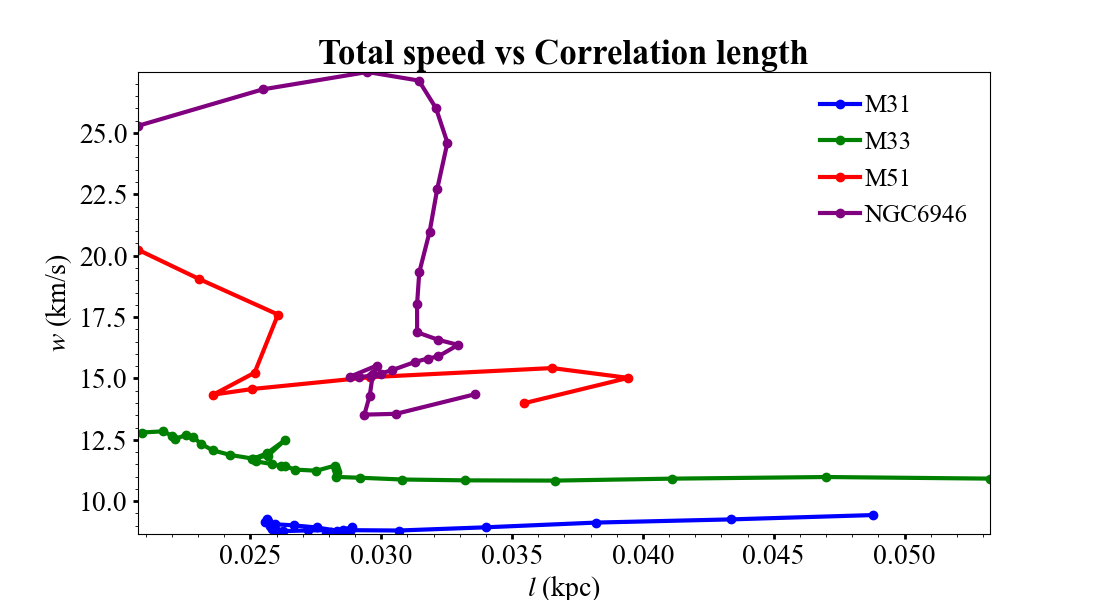 Total speed vs Correlation length
M31
M33
M51
NGC6946
25.0
22.5
20.0
17.5
15.0
12.5
10.0
w (km/s)
0.025 0.030 0.035 0.040 0.045 0.050
l (kpc)